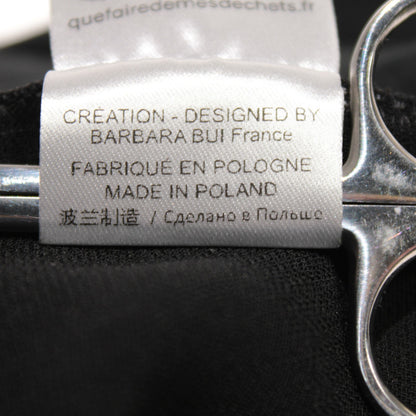 quefairedemesdechets.fr
CRÉATION - DESIGNED BY
BARBARA BUI France
FABRIQUÉ EN POLOGNE
MADE IN POLAND
波兰制造 / Сделано в Польше